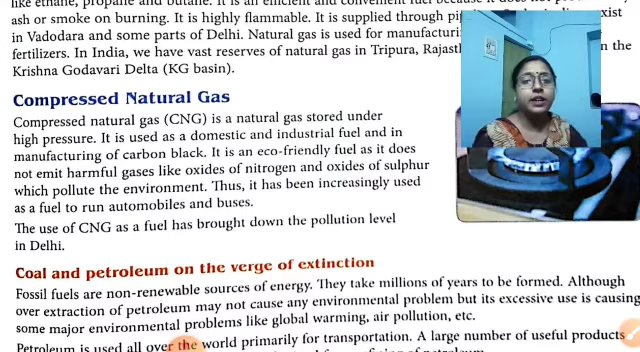 like ethane, propane and butane. It is an efficient and convenient fuel because it does not
ash or smoke on burning. It is highly flammable. It is supplied through
in Vadodara and some parts of Delhi. Natural gas is used for
fertilizers. In India, we have vast reserves of natural gas in Tripura, n the
Krishna Godavari Delta (KG basin).
Compressed Natural Gas
Compressed natural gas (CNG) is a natural gas stored under
high pressure. It is used as a domestic and industrial fuel and in
manufacturing of carbon black. It is an eco-friendly fuel as it does
not emit harmful gases like oxides of nitrogen and oxides of sulphur
which pollute the environment. Thus, it has been increasingly used
as a fuel to run automobiles and buses.
The use of CNG as a fuel has brought down the pollution level
in Delhi.
Coal and petroleum on the verge of extinction
Fossil fuels are non-renewable sources of energy. They take millions of years to be formed. Although
over extraction of petroleum may not cause any environmental problem but its excessive use is causing
some major environmental problems like global warming, air pollution, etc.
Petroleum is used all over the world primarily for transportation. A large number of useful products